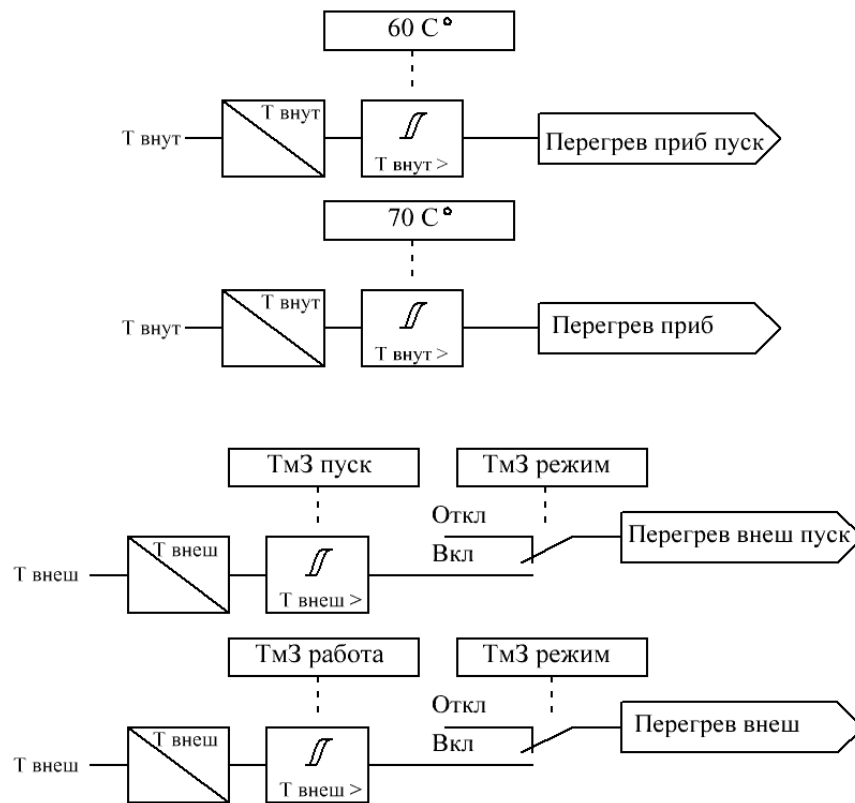 60 C°
Т внут
Т внут
Т внут >
Перегрев приб пуск
70 C°
Т внут
Т внут
Т внут >
Перегрев приб
ТмЗ пуск
ТмЗ режим
Откл
Вкл
Т внеш
Т внеш
Т внеш >
Перегрев внеш пуск
ТмЗ работа
ТмЗ режим
Откл
Вкл
Т внеш
Т внеш
Т внеш >
Перегрев внеш